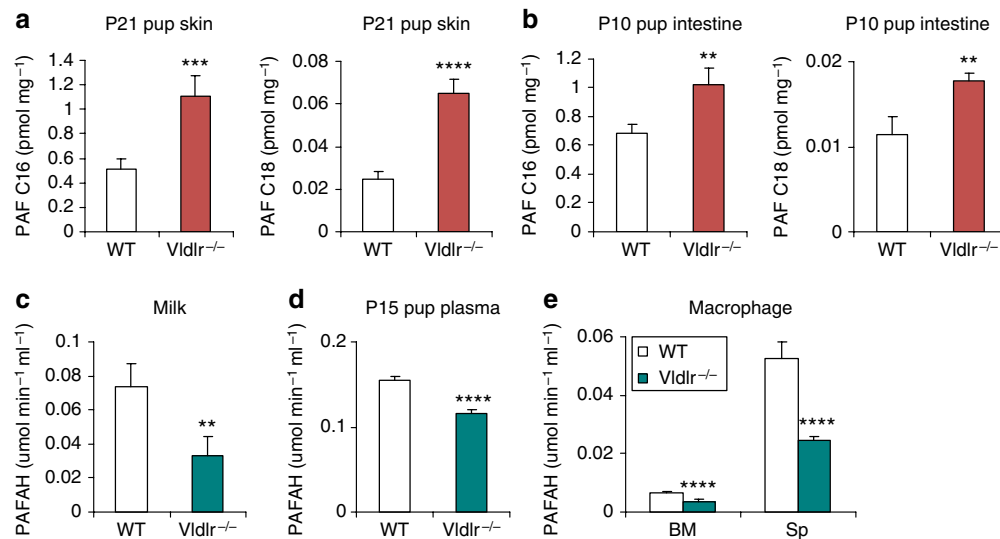 a
P21 pup skin
PAF C16 (pmol mg⁻¹)
1.4
1.2
1
0.8
0.6
0.4
0.2
0
***
WT
Vldlr⁻/⁻
P21 pup skin
PAF C18 (pmol mg⁻¹)
0.08
0.06
0.04
0.02
0
****
WT
Vldlr⁻/⁻
b
P10 pup intestine
PAF C16 (pmol mg⁻¹)
1.2
1
0.8
0.6
0.4
0.2
0
**
WT
Vldlr⁻/⁻
P10 pup intestine
PAF C18 (pmol mg⁻¹)
0.02
0.01
0
**
WT
Vldlr⁻/⁻
c
Milk
PAFAH (umol min⁻¹ ml⁻¹)
0.1
0.08
0.06
0.04
0.02
0
**
WT
Vldlr⁻/⁻
d
P15 pup plasma
PAFAH (umol min⁻¹ ml⁻¹)
0.2
0.1
0
****
WT
Vldlr⁻/⁻
e
Macrophage
PAFAH (umol min⁻¹ ml⁻¹)
0.06
0.04
0.02
0
WT
Vldlr⁻/⁻
****
****
BM
Sp